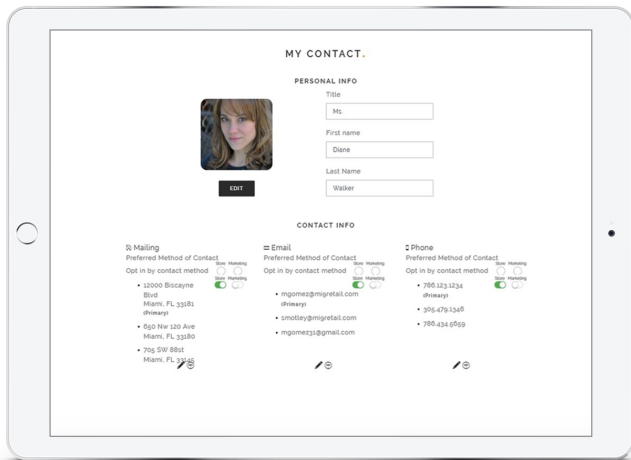 MY CONTACT.
PERSONAL INFO
Title
Ms.
First name
Diane
Last Name
Walker
EDIT
CONTACT INFO
Mailing
Preferred Method of Contact
Store Marketing
Opt in by contact method
Store Marketing
• 12000 Biscayne
Blvd
Miami, FL 33181
(Primary)
• 650 Nw 120 Ave
Miami, FL 33180
• 705 SW 88st
Miami, FL
Email
Preferred Method of Contact
Store Marketing
Opt in by contact method
Store Marketing
• mgomez@mi9retail.com
(Primary)
• smotley@mi9retail.com
• mgomez31@gmail.com
Phone
Preferred Method of Contact
Store Marketing
Opt in by contact method
Store Marketing
• 786.123.1234
(Primary)
• 305.479.1346
• 786.434.5659